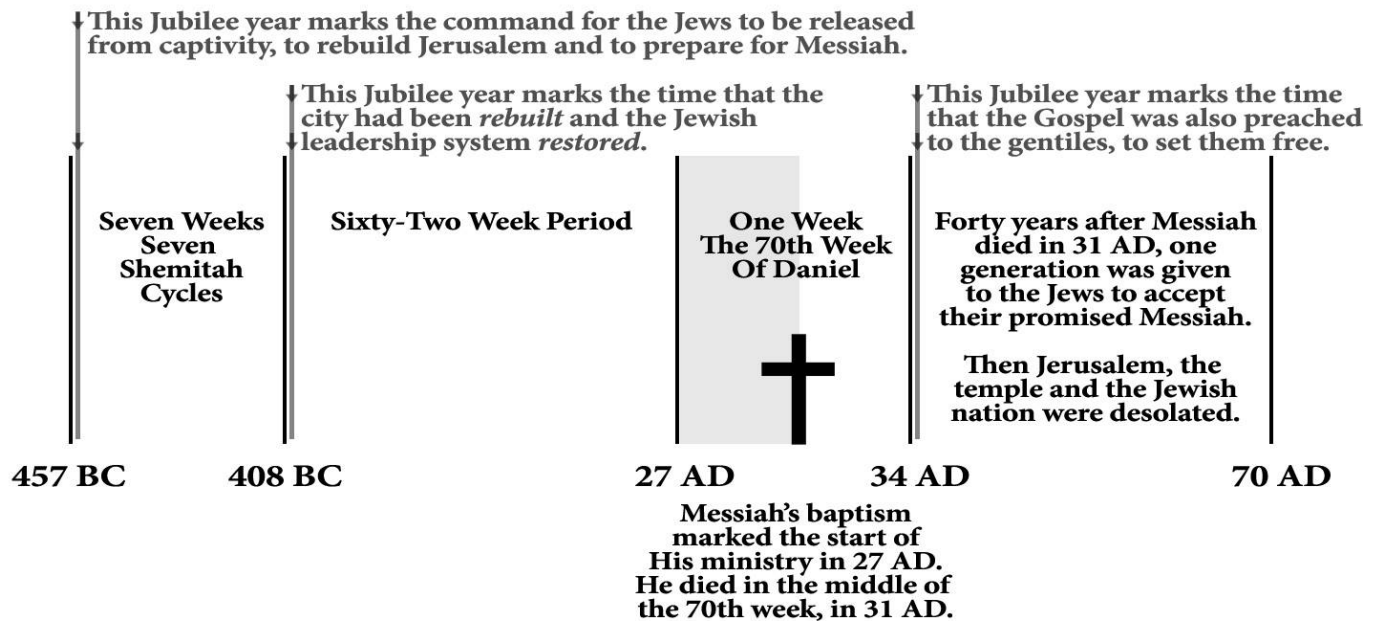 This Jubilee year marks the command for the Jews to be released
from captivity, to rebuild Jerusalem and to prepare for Messiah.
This Jubilee year marks the time that the
city had been rebuilt and the Jewish
leadership system restored.
This Jubilee year marks the time
that the Gospel was also preached
to the gentiles, to set them free.
Seven Weeks
Seven
Shemitah
Cycles
Sixty-Two Week Period
One Week
The 70th Week
Of Daniel
Forty years after Messiah
died in 31 AD, one
generation was given
to the Jews to accept
their promised Messiah.
Then Jerusalem, the
temple and the Jewish
nation were desolated.
457 BC
408 BC
27 AD
34 AD
70 AD
Messiah's baptism
marked the start of
His ministry in 27 AD.
He died in the middle of
the 70th week, in 31 AD.